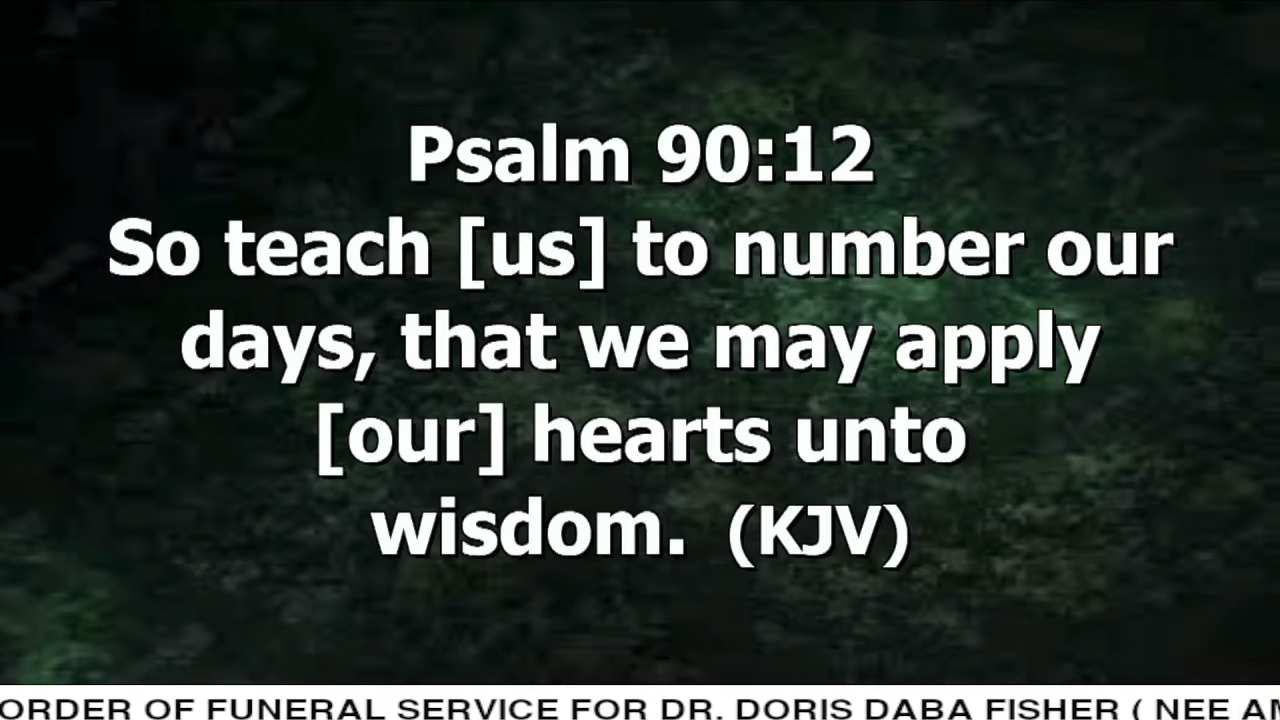 Psalm 90:12
So teach [us] to number our
days, that we may apply
[our] hearts unto
wisdom. (KJV)
ORDER OF FUNERAL SERVICE FOR DR. DORIS DABA FISHER ( NEE